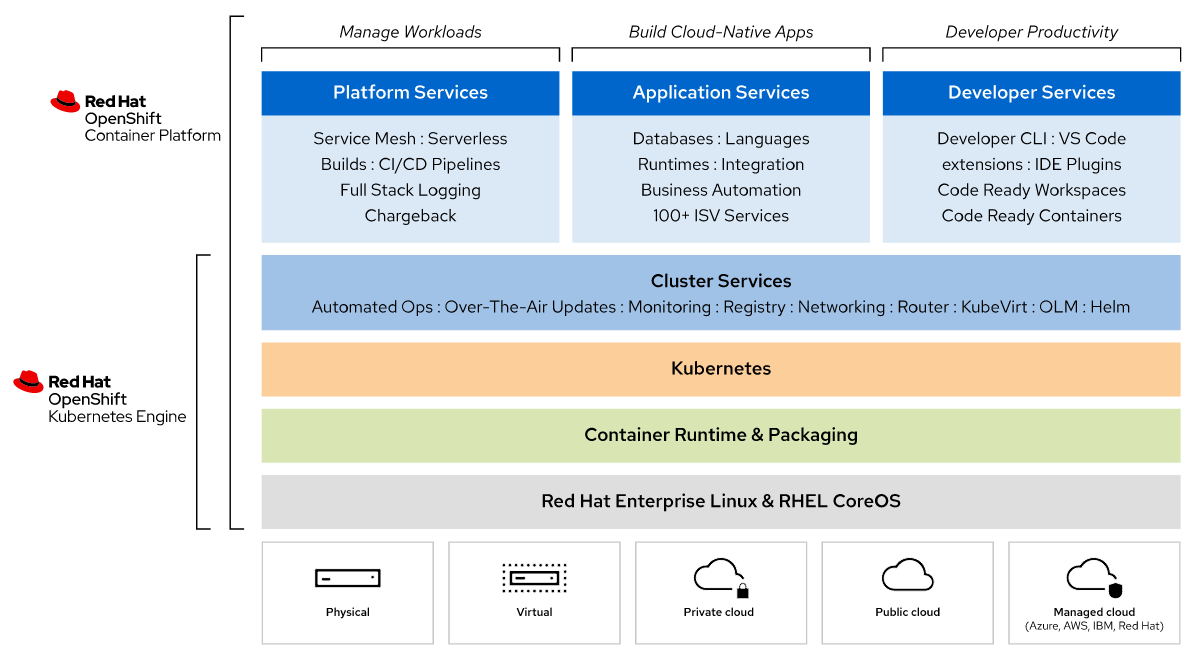 Manage Workloads
Build Cloud-Native Apps
Developer Productivity
Red Hat
OpenShift
Container Platform
Platform Services
Service Mesh : Serverless
Builds : CI/CD Pipelines
Full Stack Logging
Chargeback
Application Services
Databases : Languages
Runtimes : Integration
Business Automation
100+ ISV Services
Developer Services
Developer CLI : VS Code
extensions : IDE Plugins
Code Ready Workspaces
Code Ready Containers
Cluster Services
Automated Ops : Over-The-Air Updates : Monitoring : Registry : Networking : Router : KubeVirt : OLM : Helm
Red Hat
OpenShift
Kubernetes Engine
Kubernetes
Container Runtime & Packaging
Red Hat Enterprise Linux & RHEL CoreOS
Physical
Virtual
Private cloud
Public cloud
Managed cloud
(Azure, AWS, IBM, Red Hat)